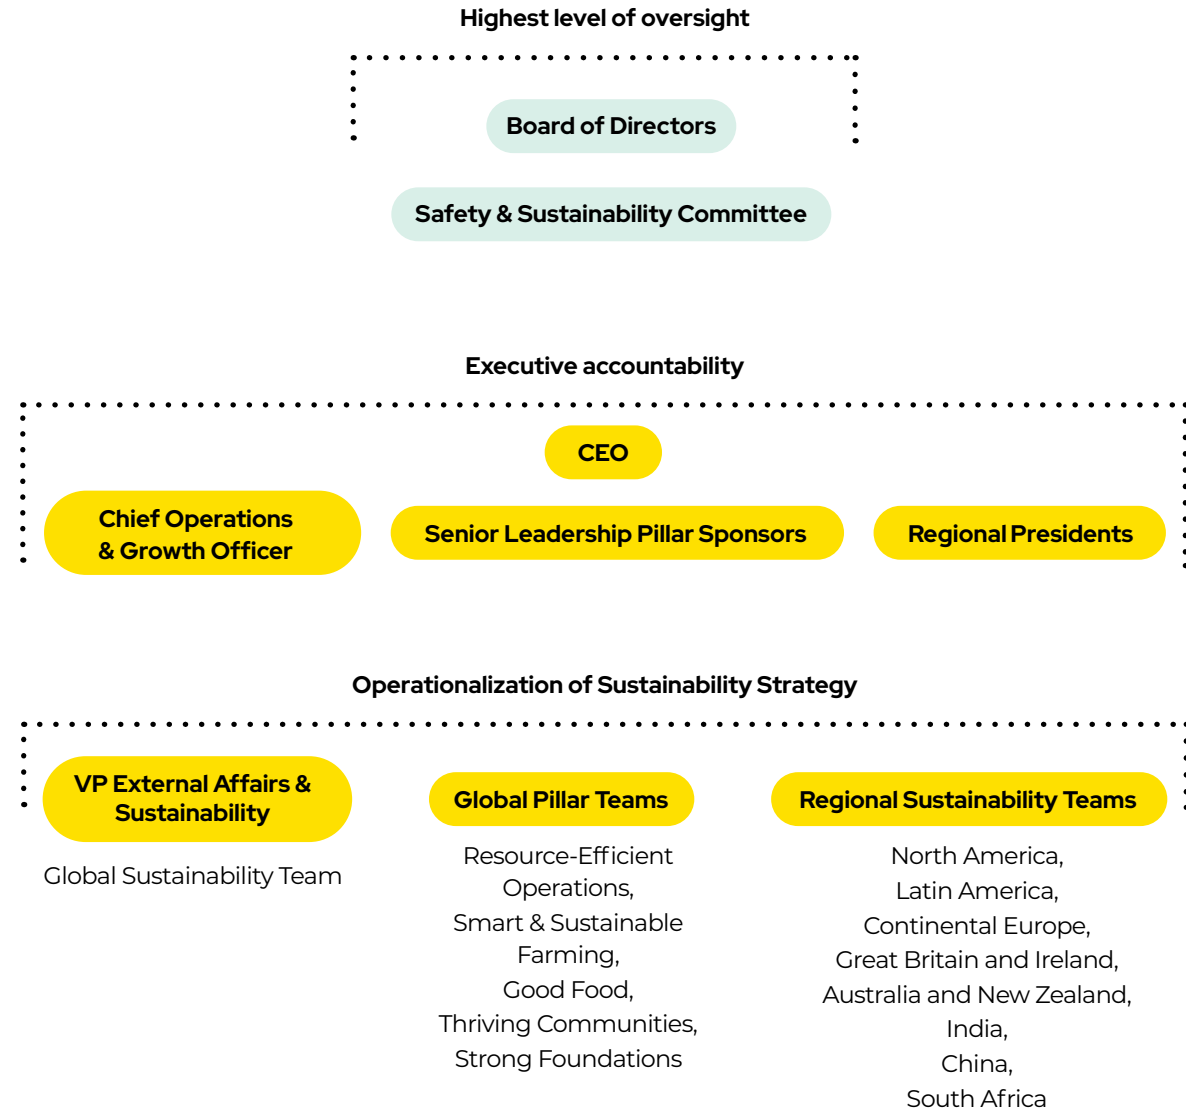 Highest level of oversight
Board of Directors
Safety & Sustainability Committee
Executive accountability
CEO
Chief Operations
& Growth Officer
Senior Leadership Pillar Sponsors
Regional Presidents
Operationalization of Sustainability Strategy
VP External Affairs &
Sustainability
Global Sustainability Team
Global Pillar Teams
Resource-Efficient
Operations,
Smart & Sustainable
Farming,
Good Food,
Thriving Communities,
Strong Foundations
Regional Sustainability Teams
North America,
Latin America,
Continental Europe,
Great Britain and Ireland,
Australia and New Zealand,
India,
China,
South Africa